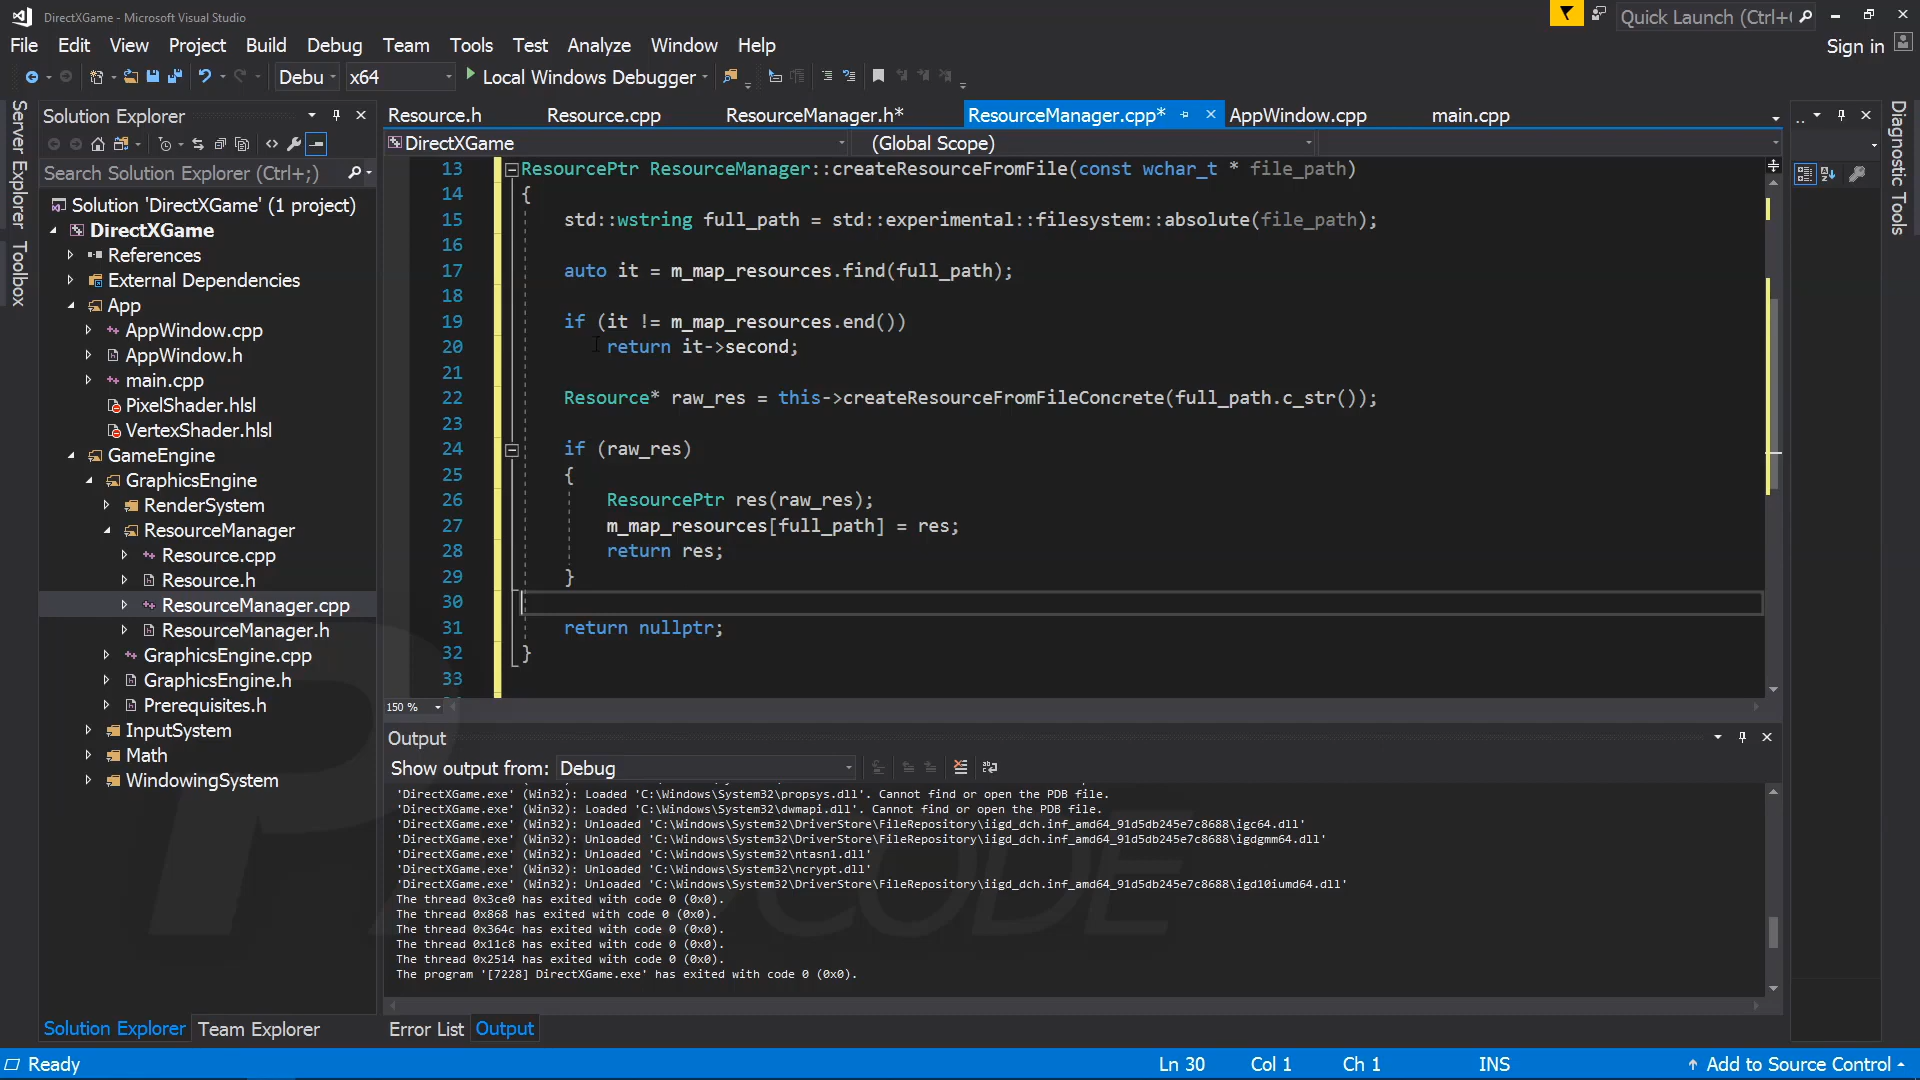 DirectXGame - Microsoft Visual Studio
Quick Launch (Ctrl+
File Edit View Project Build Debug Team Tools Test Analyze Window Help
Sign in
Debu x64 Local Windows Debugger
Server Explorer
Toolbox
Solution Explorer
Search Solution Explorer (Ctrl+;)
Solution 'DirectXGame' (1 project)
DirectXGame
References
External Dependencies
App
AppWindow.cpp
AppWindow.h
main.cpp
PixelShader.hlsl
VertexShader.hlsl
GameEngine
GraphicsEngine
RenderSystem
ResourceManager
Resource.cpp
Resource.h
ResourceManager.cpp
ResourceManager.h
GraphicsEngine.cpp
GraphicsEngine.h
Prerequisites.h
InputSystem
Math
WindowingSystem
Solution Explorer Team Explorer
Resource.h Resource.cpp ResourceManager.h* ResourceManager.cpp* AppWindow.cpp main.cpp
DirectXGame (Global Scope)
13 ResourcePtr ResourceManager::createResourceFromFile(const wchar_t * file_path)
14 {
15 std::wstring full_path = std::experimental::filesystem::absolute(file_path);
16
17 auto it = m_map_resources.find(full_path);
18
19 if (it != m_map_resources.end())
20 return it->second;
21
22 Resource* raw_res = this->createResourceFromFileConcrete(full_path.c_str());
23
24 if (raw_res)
25 {
26 ResourcePtr res(raw_res);
27 m_map_resources[full_path] = res;
28 return res;
29 }
30
31 return nullptr;
32 }
33
150 %
Output
Show output from: Debug
'DirectXGame.exe' (Win32): Loaded 'C:\Windows\System32\propsys.dll'. Cannot find or open the PDB file.
'DirectXGame.exe' (Win32): Loaded 'C:\Windows\System32\dwmapi.dll'. Cannot find or open the PDB file.
'DirectXGame.exe' (Win32): Unloaded 'C:\Windows\System32\DriverStore\FileRepository\iigd_dch.inf_amd64_91d5db245e7c8688\igc64.dll'
'DirectXGame.exe' (Win32): Unloaded 'C:\Windows\System32\DriverStore\FileRepository\iigd_dch.inf_amd64_91d5db245e7c8688\igdgmm64.dll'
'DirectXGame.exe' (Win32): Unloaded 'C:\Windows\System32\ntasn1.dll'
'DirectXGame.exe' (Win32): Unloaded 'C:\Windows\System32\ncrypt.dll'
'DirectXGame.exe' (Win32): Unloaded 'C:\Windows\System32\DriverStore\FileRepository\iigd_dch.inf_amd64_91d5db245e7c8688\igd10iumd64.dll'
The thread 0x3ce0 has exited with code 0 (0x0).
The thread 0x868 has exited with code 0 (0x0).
The thread 0x364c has exited with code 0 (0x0).
The thread 0x11c8 has exited with code 0 (0x0).
The thread 0x2514 has exited with code 0 (0x0).
The program '[7228] DirectXGame.exe' has exited with code 0 (0x0).
Error List Output
Diagnostic Tools
Ready Ln 30 Col 1 Ch 1 INS Add to Source Control